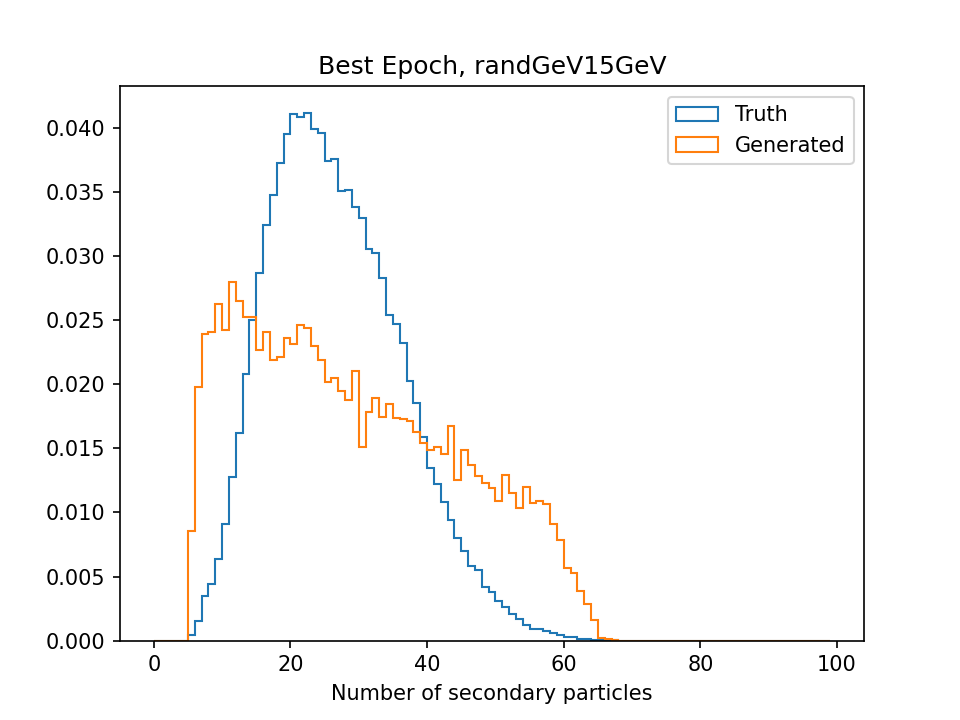 Best Epoch, randGeV15GeV
Truth
Generated
0.040
0.035
0.030
0.025
0.020
0.015
0.010
0.005
0.000
0 20 40 60 80 100
Number of secondary particles